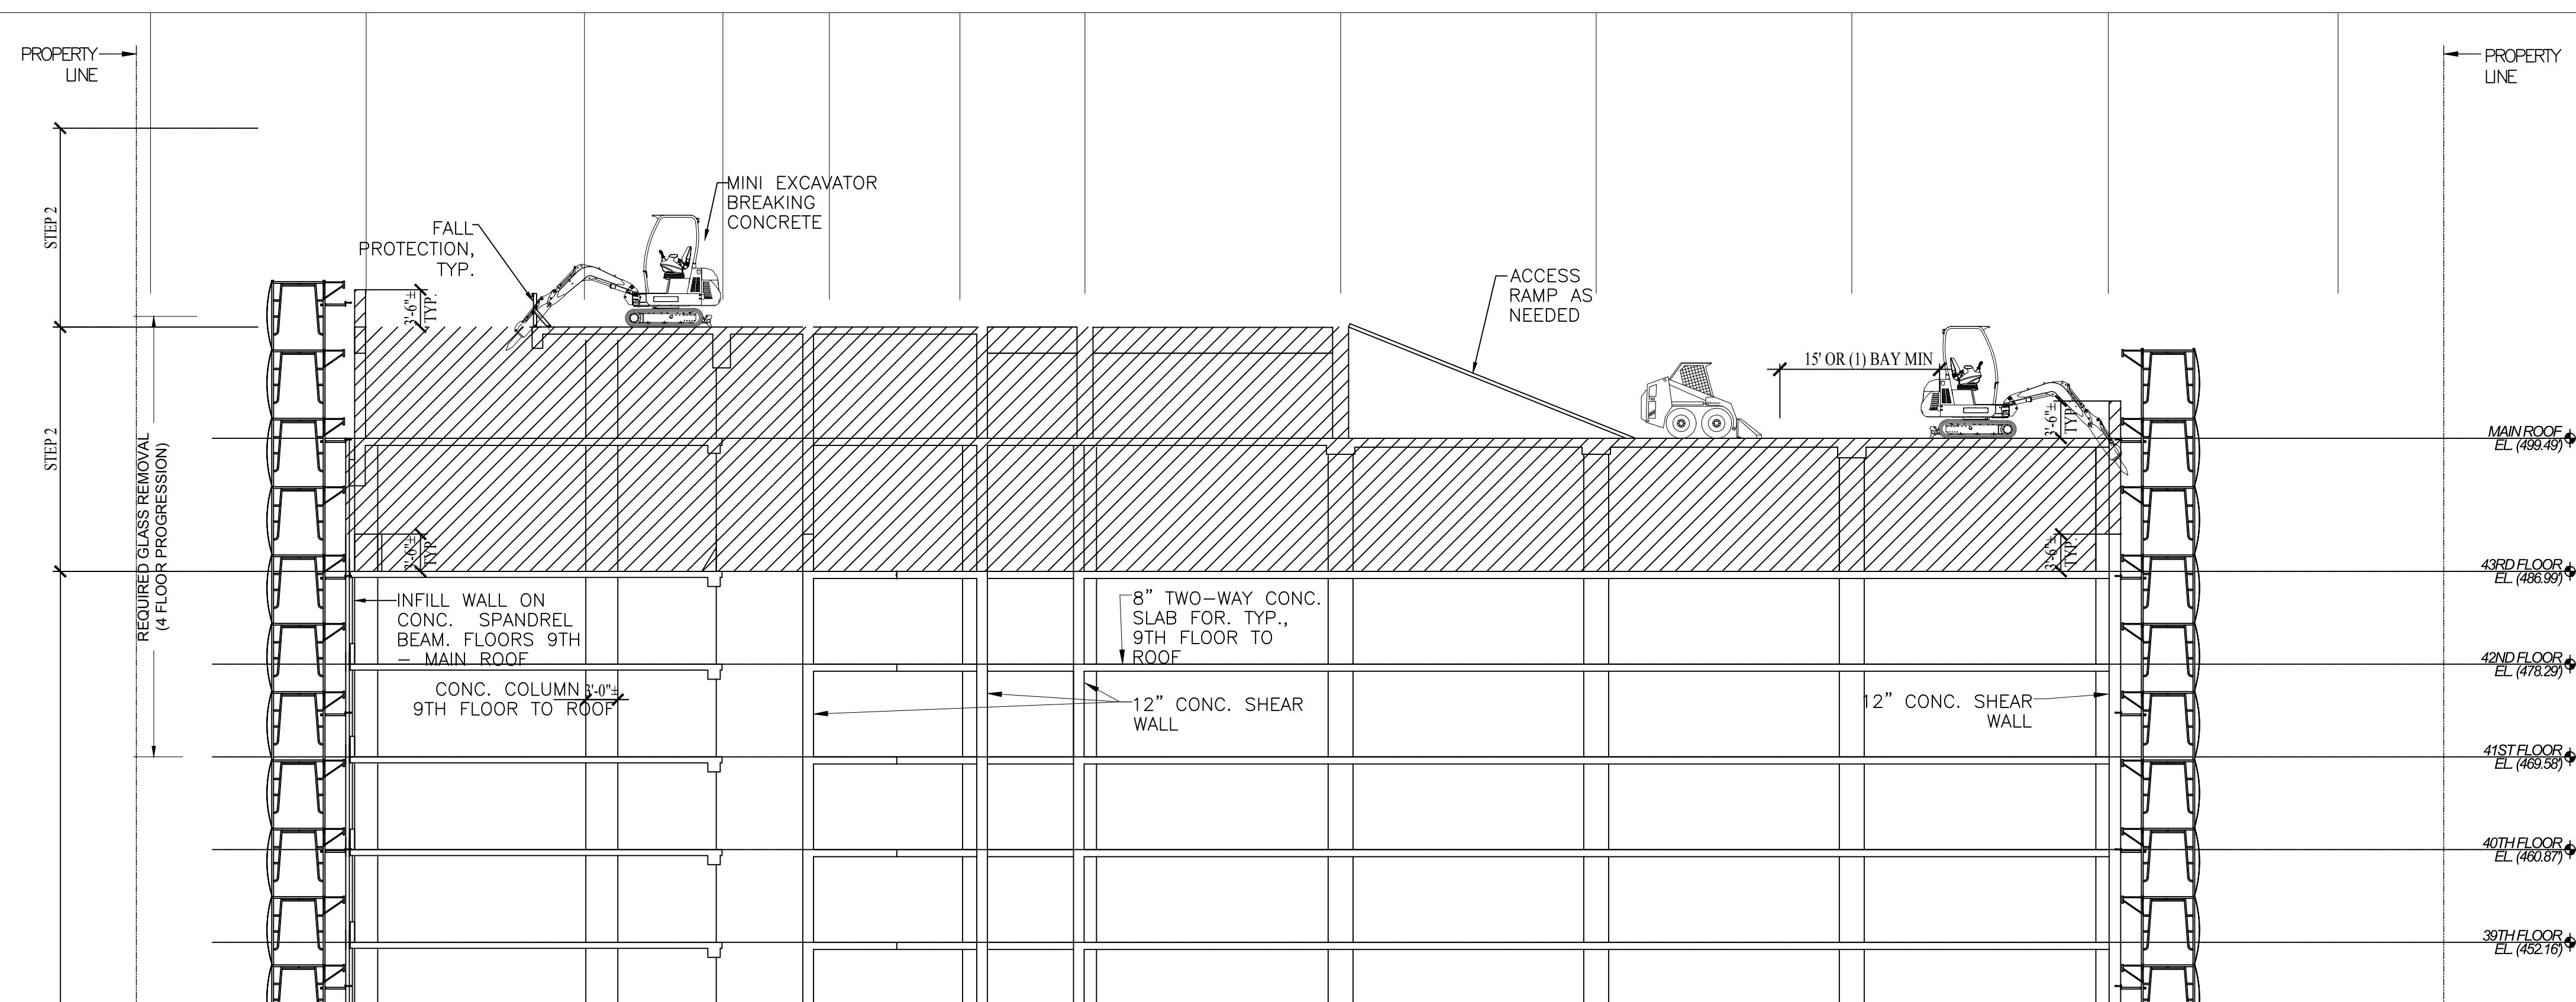 PROPERTY
LINE
PROPERTY
LINE
STEP 2
MINI EXCAVATOR
BREAKING
CONCRETE
FALL
PROTECTION,
TYP.
3'-6"±
TYP.
ACCESS
RAMP AS
NEEDED
15' OR (1) BAY MIN
3'-6"±
TYP.
STEP 2
REQUIRED GLASS REMOVAL
(4 FLOOR PROGRESSION)
MAIN ROOF
EL. (499.49')
3'-6"±
TYP.
3'-6"±
TYP.
43RD FLOOR
EL. (486.99')
INFILL WALL ON
CONC. SPANDREL
BEAM. FLOORS 9TH
– MAIN ROOF
8" TWO–WAY CONC.
SLAB FOR. TYP.,
9TH FLOOR TO
ROOF
42ND FLOOR
EL. (478.29')
CONC. COLUMN
9TH FLOOR TO ROOF
3'-0"±
12" CONC. SHEAR
WALL
12" CONC. SHEAR
WALL
41ST FLOOR
EL. (469.58')
40TH FLOOR
EL. (460.87')
39TH FLOOR
EL. (452.16')